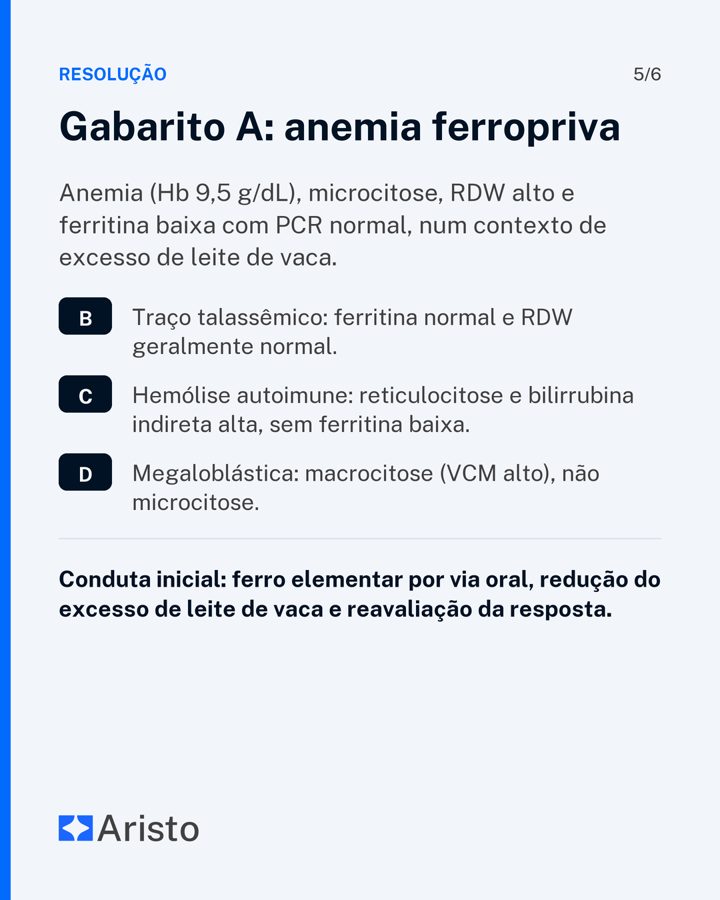 RESOLUÇÃO 5/6
Gabarito A: anemia ferropriva
Anemia (Hb 9,5 g/dL), microcitose, RDW alto e
ferritina baixa com PCR normal, num contexto de
excesso de leite de vaca.
B Traço talassêmico: ferritina normal e RDW
geralmente normal.
C Hemólise autoimune: reticulocitose e bilirrubina
indireta alta, sem ferritina baixa.
D Megaloblástica: macrocitose (VCM alto), não
microcitose.
Conduta inicial: ferro elementar por via oral, redução do
excesso de leite de vaca e reavaliação da resposta.
Aristo